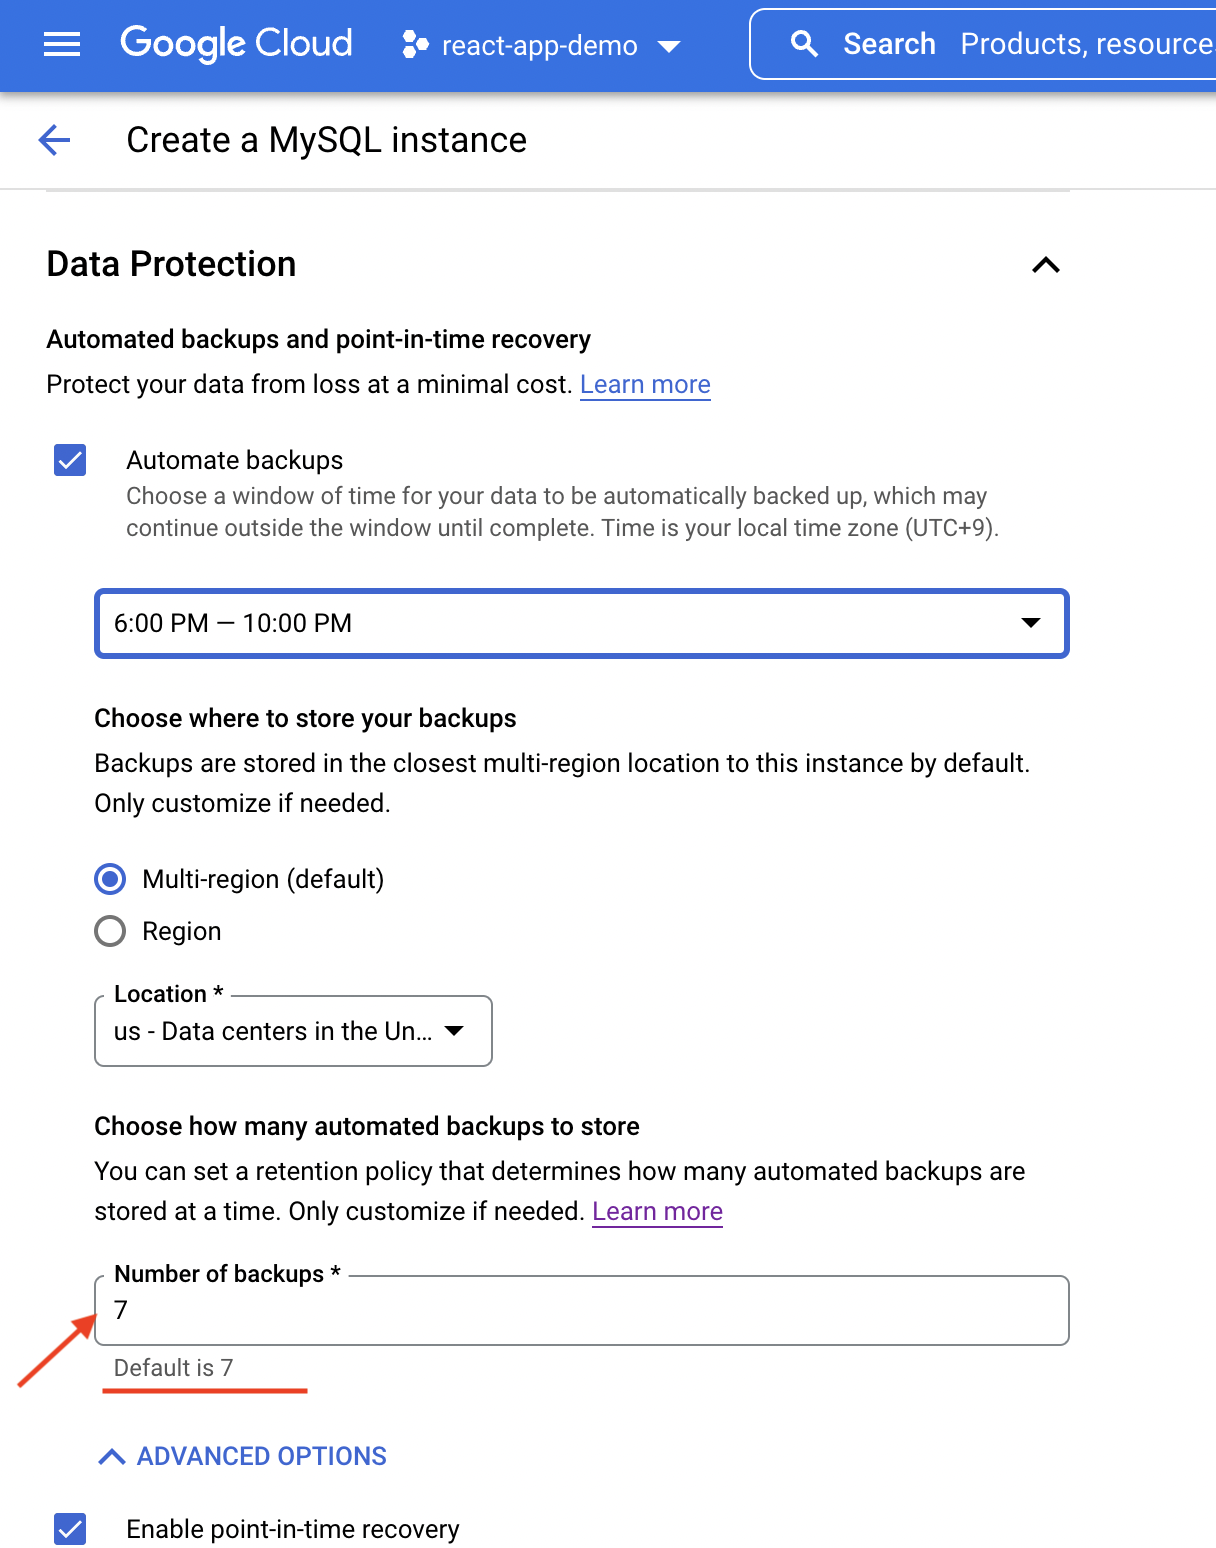 Google Cloud react-app-demo Search Products, resource
Create a MySQL instance
Data Protection
Automated backups and point-in-time recovery
Protect your data from loss at a minimal cost. Learn more
Automate backups
Choose a window of time for your data to be automatically backed up, which may
continue outside the window until complete. Time is your local time zone (UTC+9).
6:00 PM — 10:00 PM
Choose where to store your backups
Backups are stored in the closest multi-region location to this instance by default.
Only customize if needed.
Multi-region (default)
Region
Location *
us - Data centers in the Un...
Choose how many automated backups to store
You can set a retention policy that determines how many automated backups are
stored at a time. Only customize if needed. Learn more
Number of backups *
7
Default is 7
ADVANCED OPTIONS
Enable point-in-time recovery